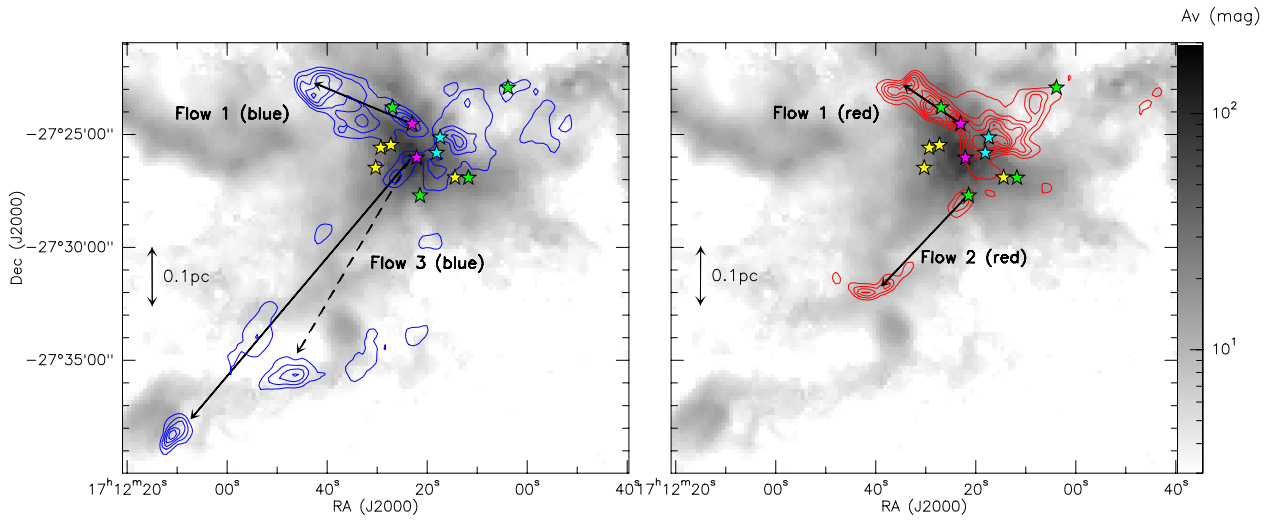 Av (mag)
Flow 1 (blue)
Flow 3 (blue)
0.1pc
Dec (J2000)
−27°25'00"
−27°30'00"
−27°35'00"
17ʰ12ᵐ20ˢ
00ˢ
40ˢ
20ˢ
00ˢ
40ˢ
RA (J2000)
Flow 1 (red)
Flow 2 (red)
0.1pc
17ʰ12ᵐ20ˢ
00ˢ
40ˢ
20ˢ
00ˢ
40ˢ
RA (J2000)
10²
10¹